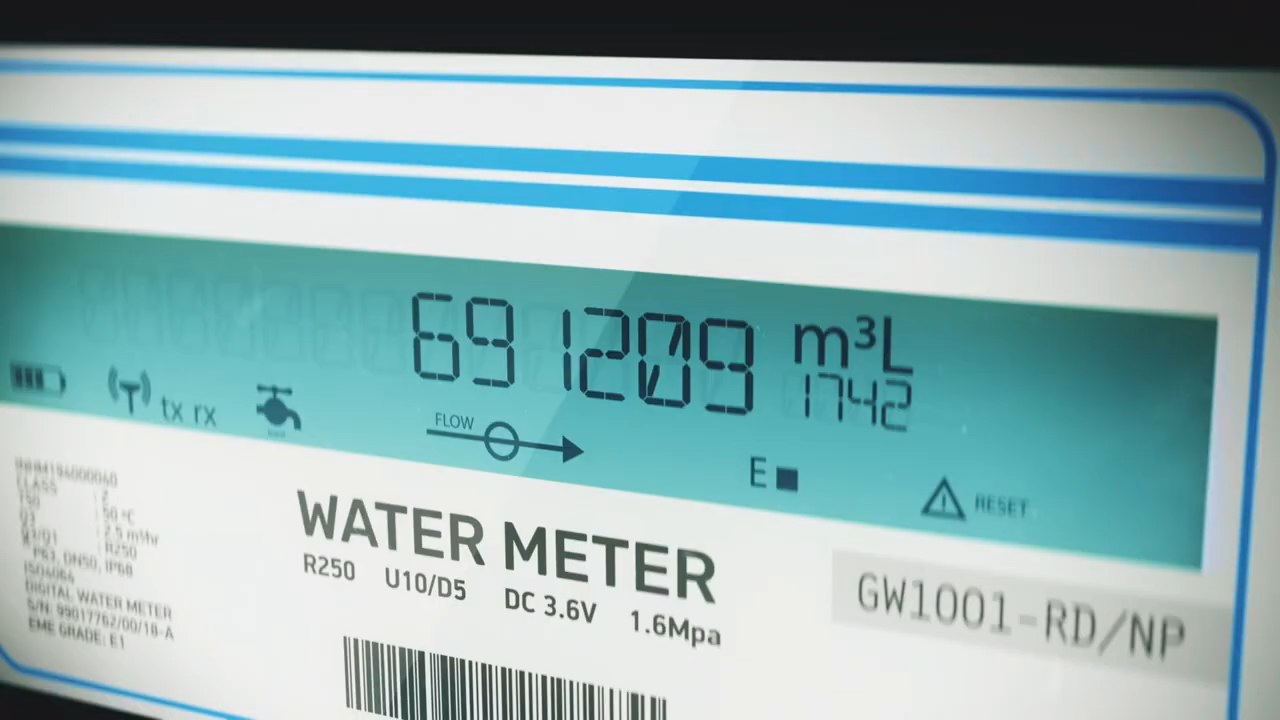 691209 m³L
1742
tx rx
FLOW
E
RESET
WATER METER
R250 U10/D5 DC 3.6V 1.6Mpa
GW1001-RD/NP
CLASS : 2
T50 : 50 °C
Q3 : 2.5 m³/hr
Q3/Q1 : R250
P63, DN50, IP68
ISO4064
DIGITAL WATER METER
S/N: 99017762/00/18-A
EME GRADE: E1